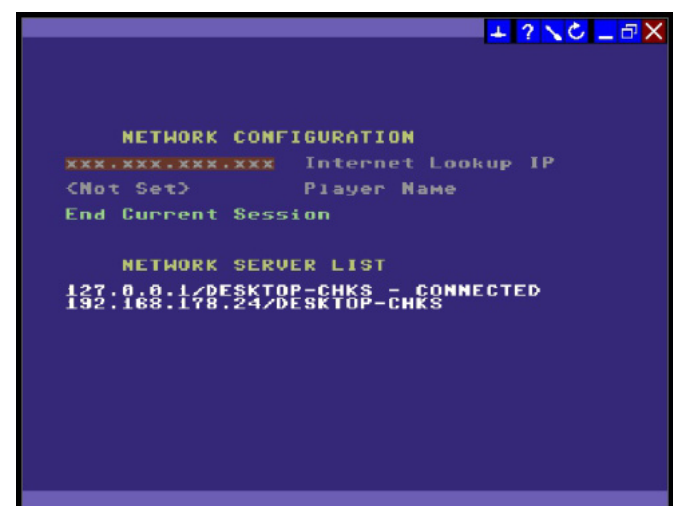 ?
NETWORK CONFIGURATION
xxx.xxx.xxx.xxx Internet Lookup IP
<Not Set> Player Name
End Current Session
NETWORK SERVER LIST
127.0.0.1/DESKTOP-CHKS - CONNECTED
192.168.178.24/DESKTOP-CHKS